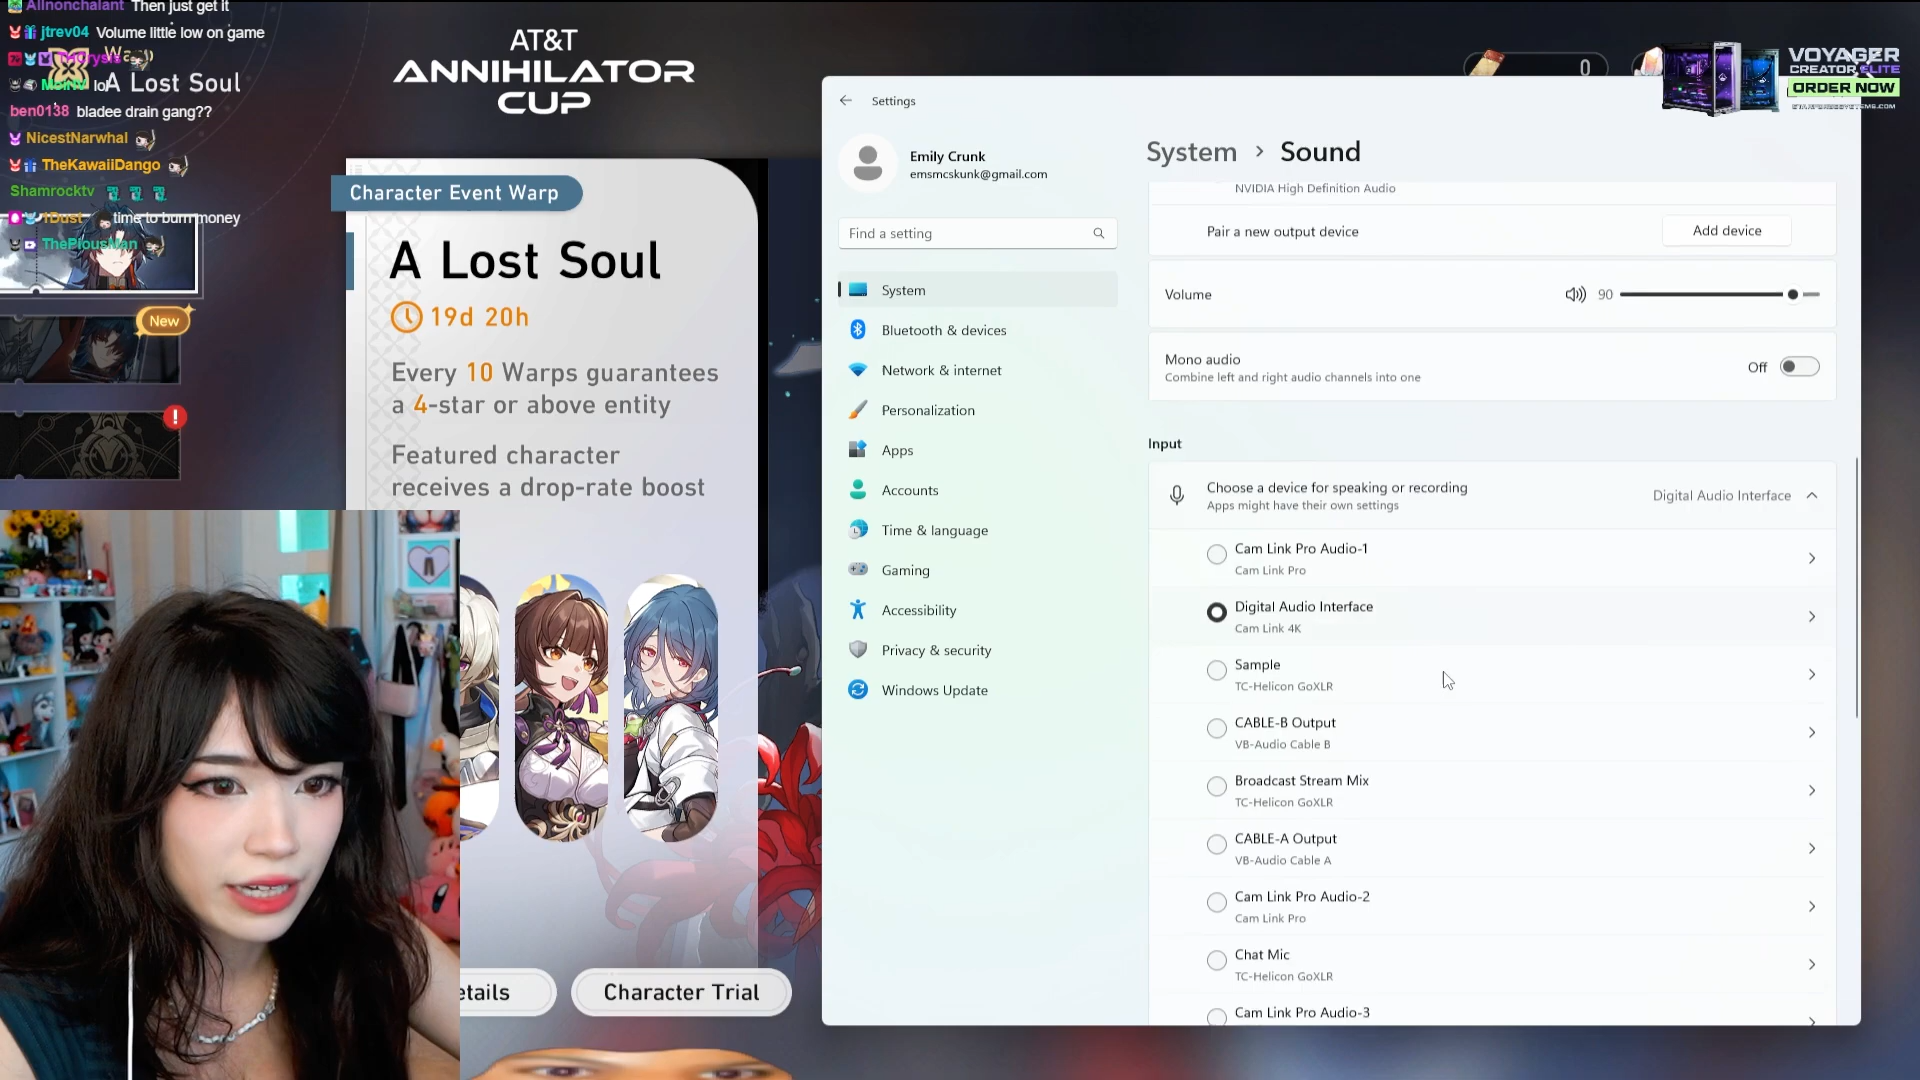 Allnonchalant Then just get it
jtrev04 Volume little low on game
lol
ben0138 bladee drain gang??
NicestNarwhal
TheKawaiiDango
Shamrocktv
1Dust time to burn money
ThePiousMan
A Lost Soul
AT&T
ANNIHILATOR
CUP
0
VOYAGER
CREATOR ELITE
ORDER NOW
Character Event Warp
A Lost Soul
19d 20h
Every 10 Warps guarantees
a 4-star or above entity
Featured character
receives a drop-rate boost
New
!
etails
Character Trial
Settings
Emily Crunk
emsmcskunk@gmail.com
Find a setting
System
Bluetooth & devices
Network & internet
Personalization
Apps
Accounts
Time & language
Gaming
Accessibility
Privacy & security
Windows Update
System > Sound
NVIDIA High Definition Audio
Pair a new output device
Add device
Volume
90
Mono audio
Combine left and right audio channels into one
Off
Input
Choose a device for speaking or recording
Apps might have their own settings
Digital Audio Interface
Cam Link Pro Audio-1
Cam Link Pro
Digital Audio Interface
Cam Link 4K
Sample
TC-Helicon GoXLR
CABLE-B Output
VB-Audio Cable B
Broadcast Stream Mix
TC-Helicon GoXLR
CABLE-A Output
VB-Audio Cable A
Cam Link Pro Audio-2
Cam Link Pro
Chat Mic
TC-Helicon GoXLR
Cam Link Pro Audio-3